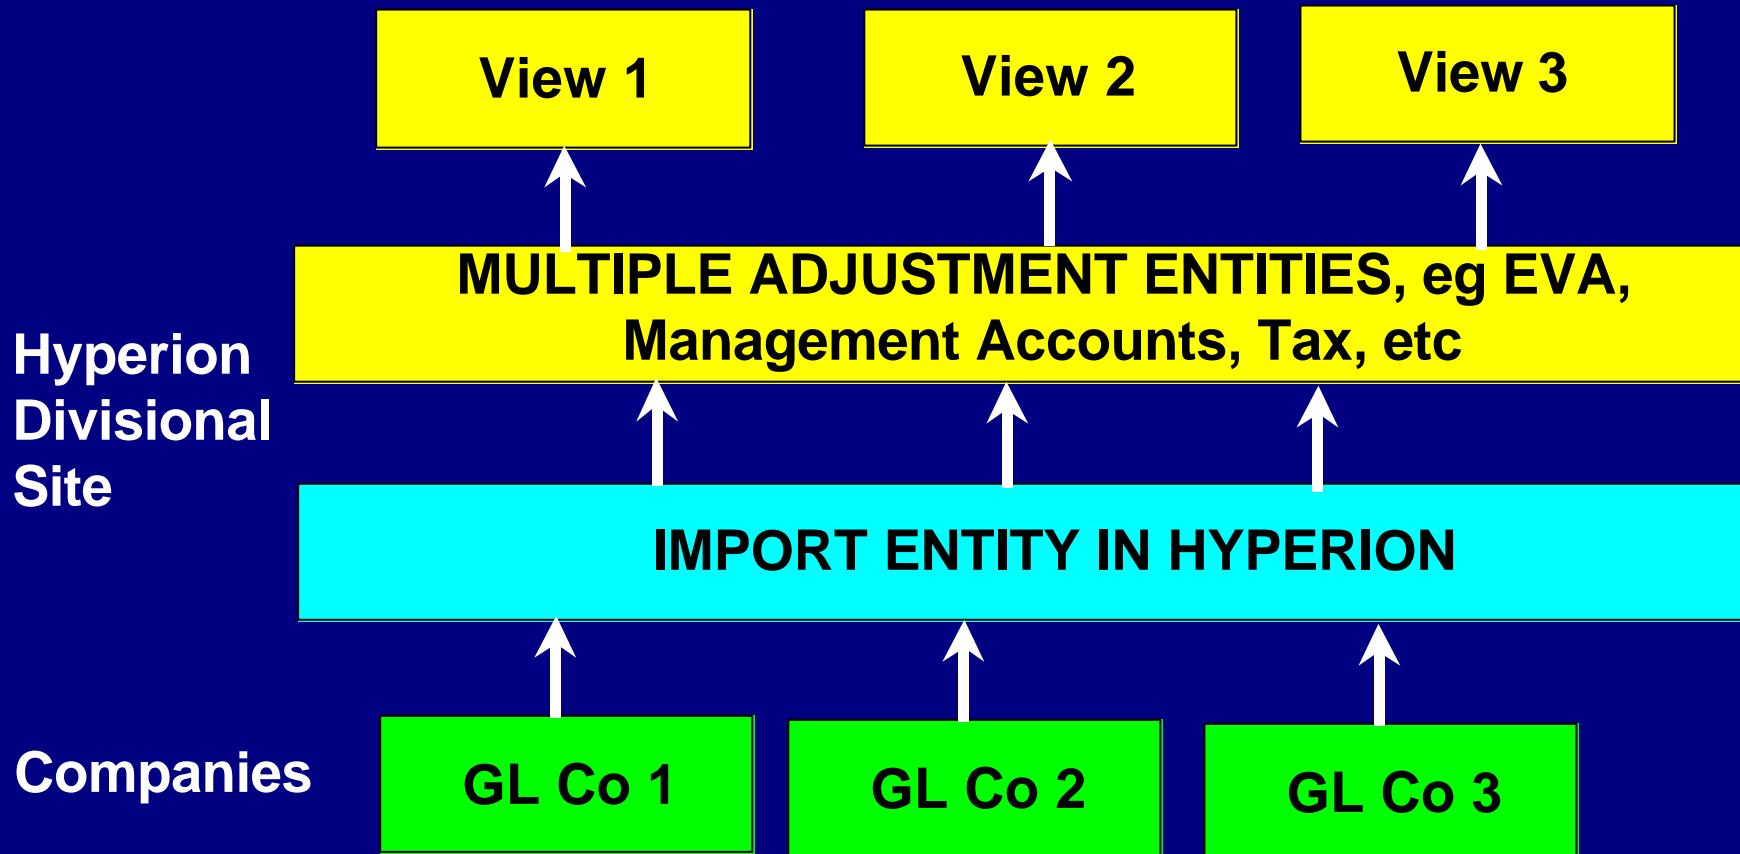 View 1
View 2
View 3
MULTIPLE ADJUSTMENT ENTITIES, eg EVA,
Management Accounts, Tax, etc
Hyperion
Divisional
Site
IMPORT ENTITY IN HYPERION
Companies
GL Co 1
GL Co 2
GL Co 3